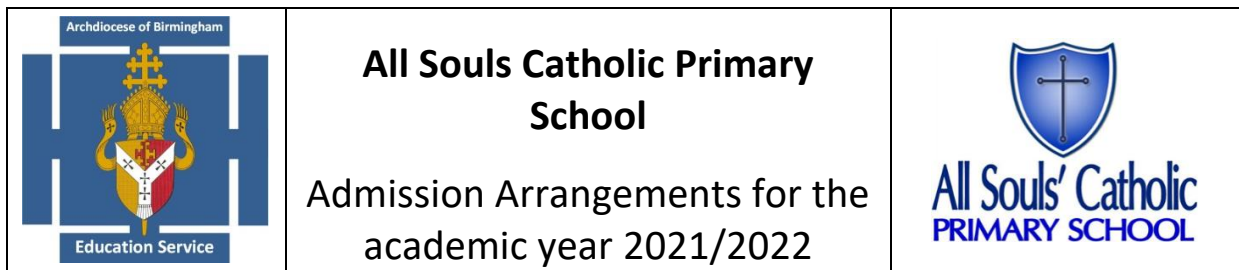 Archdiocese of Birmingham
Education Service
All Souls Catholic Primary
School
Admission Arrangements for the
academic year 2021/2022
All Souls' Catholic
PRIMARY SCHOOL